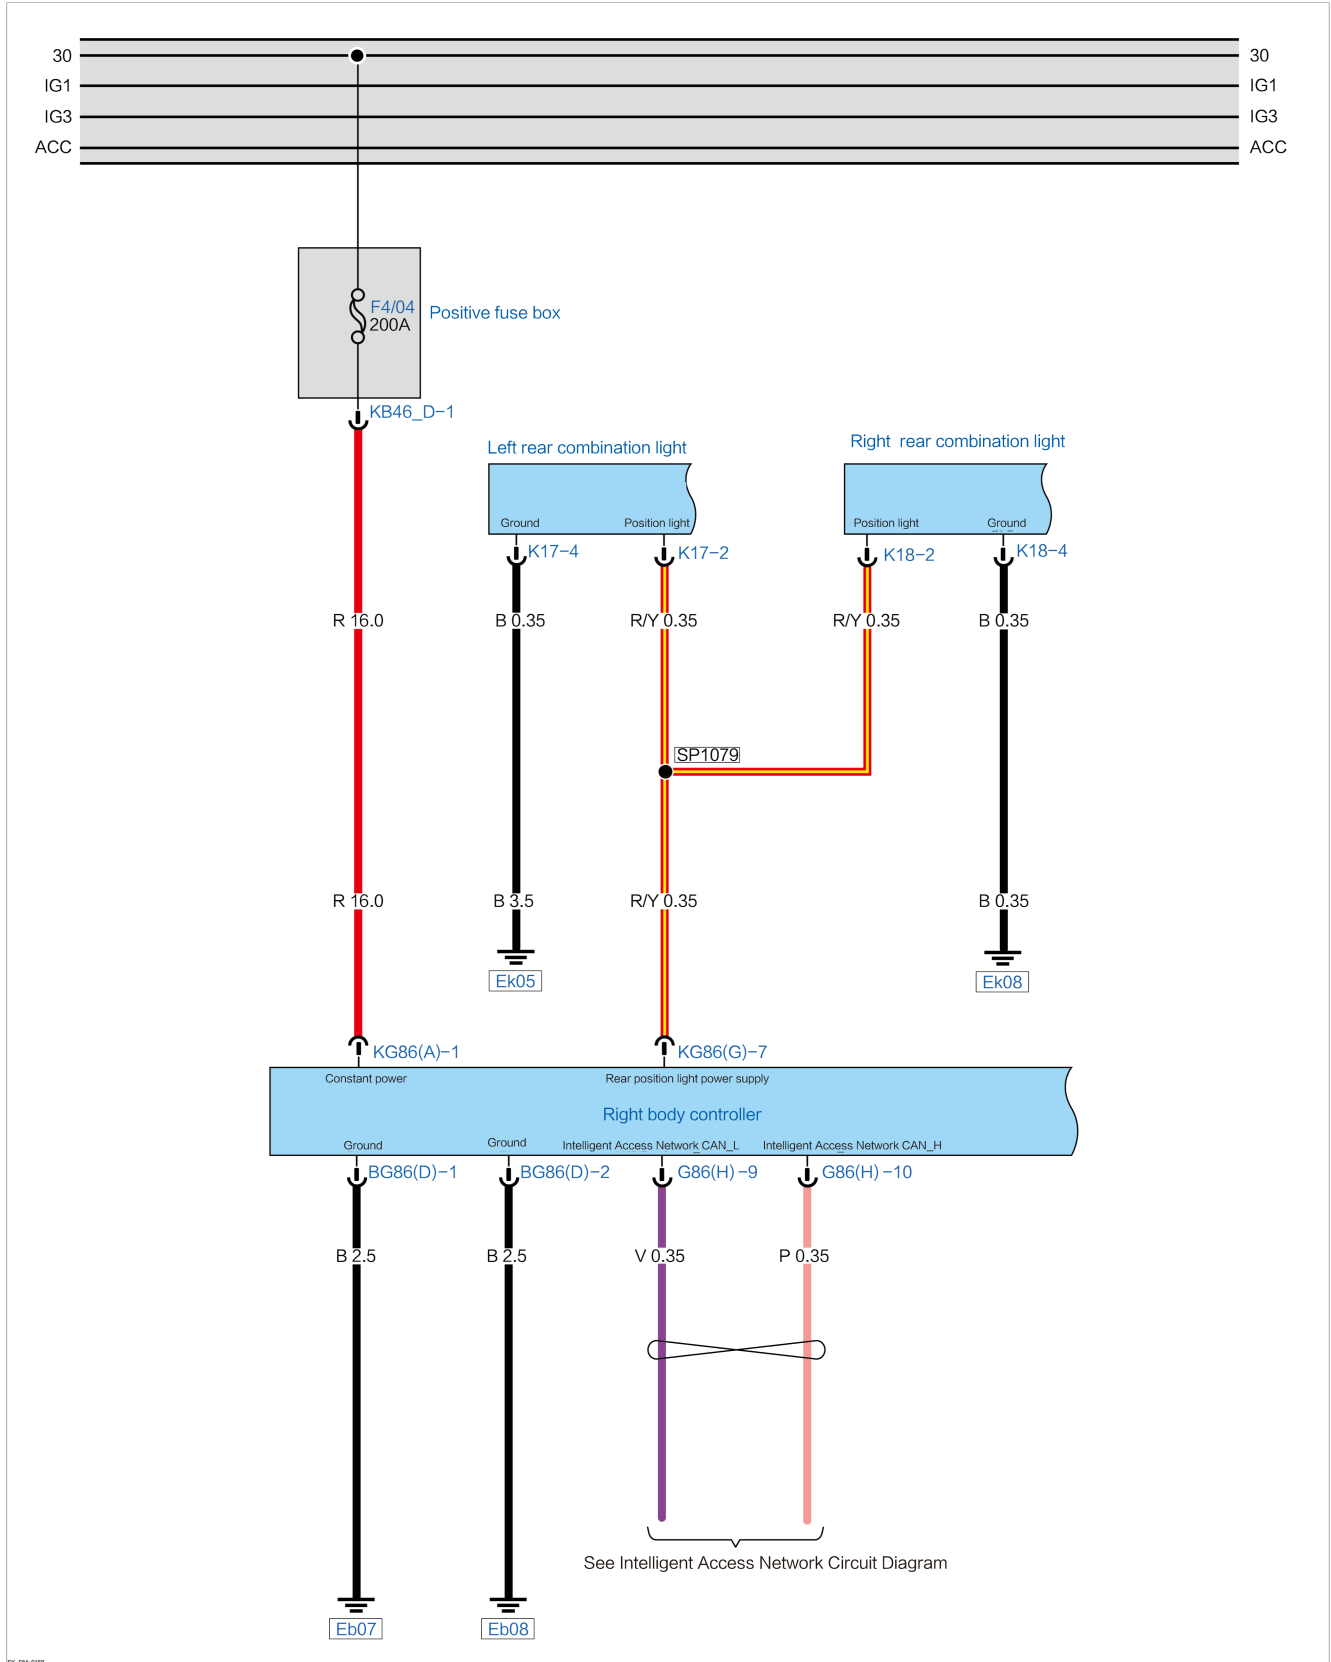 30 30
IG1 IG1
IG3 IG3
ACC ACC
F4/04
200A
Positive fuse box
KB46_D-1
Left rear combination light
Right rear combination light
Ground Position light
Position light Ground
K17-4 K17-2 K18-2 K18-4
R 16.0 B 0.35 R/Y 0.35 R/Y 0.35 B 0.35
SP1079
R 16.0 B 3.5 R/Y 0.35 B 0.35
Ek05 Ek08
KG86(A)-1 KG86(G)-7
Constant power Rear position light power supply
Right body controller
Ground Ground Intelligent Access Network CAN_L Intelligent Access Network CAN_H
BG86(D)-1 BG86(D)-2 G86(H)-9 G86(H)-10
B 2.5 B 2.5 V 0.35 P 0.35
See Intelligent Access Network Circuit Diagram
Eb07 Eb08